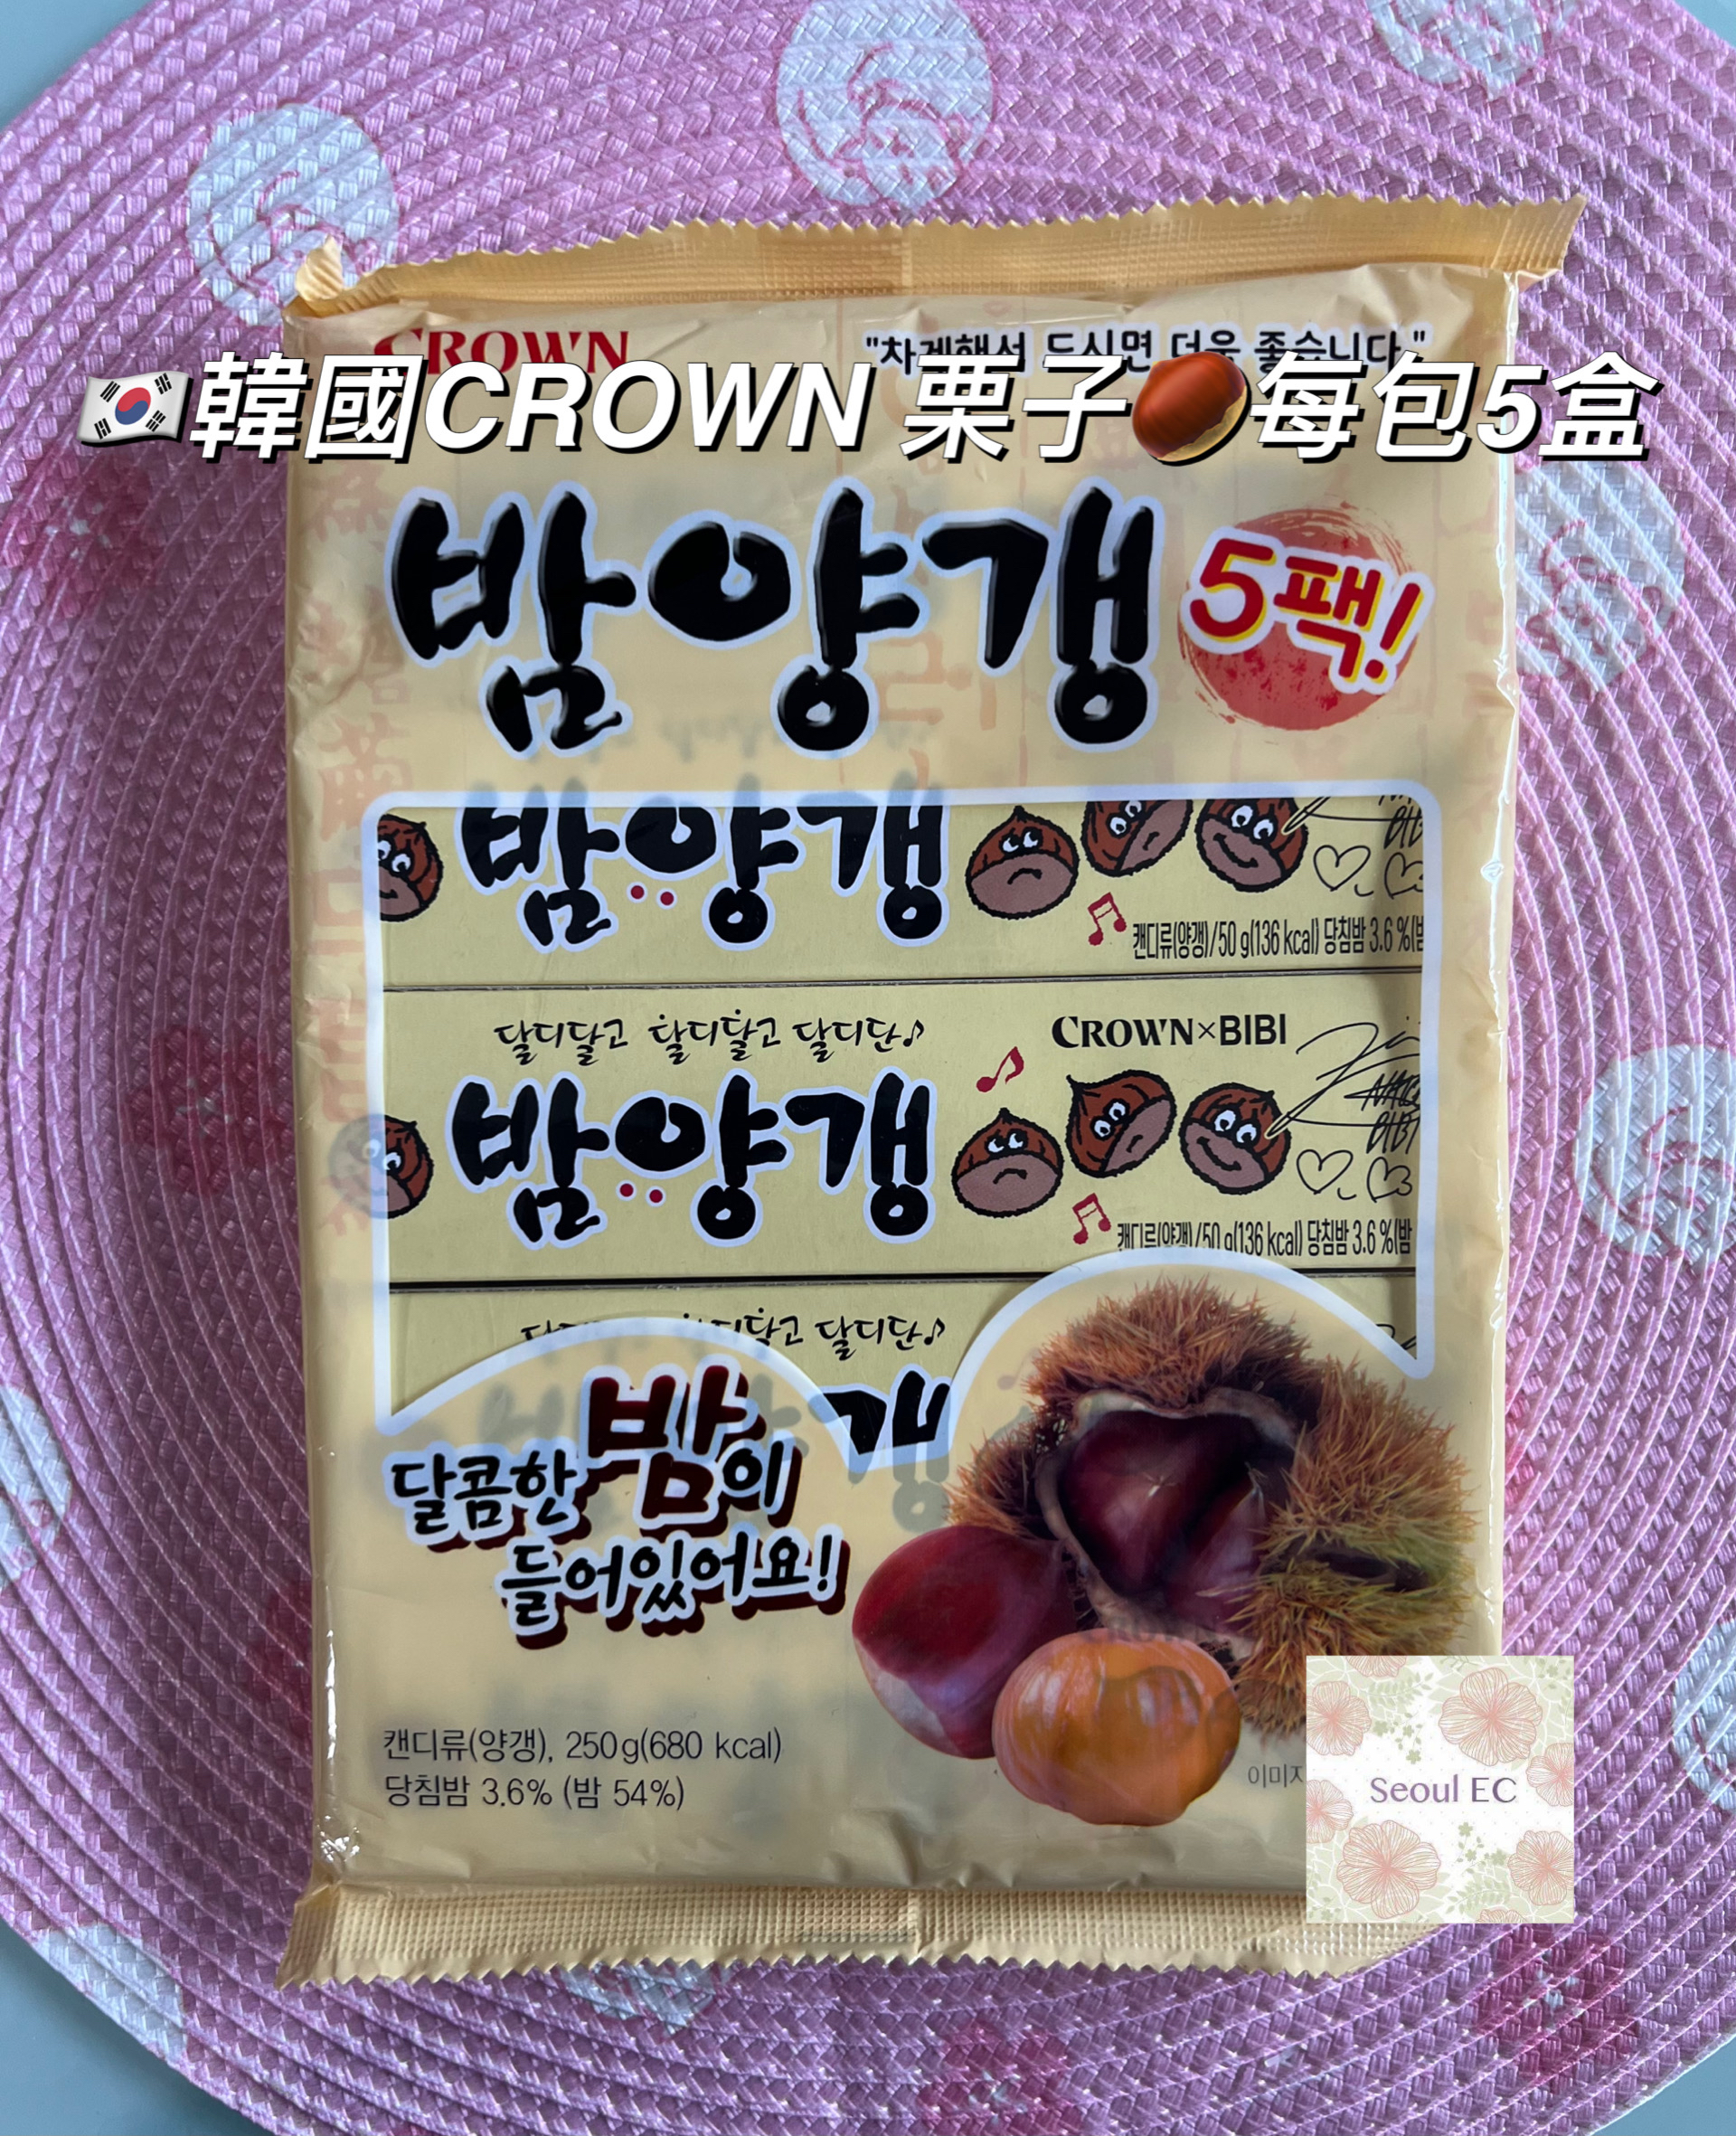 CROWN
"차게해서 드시면 더욱 좋습니다."
🇰🇷韓國CROWN 栗子🌰每包5盒
밤양갱
5팩!
밤양갱
캔디류(양갱)/50 g(136 kcal) 당침밤 3.6 %(밤
달디달고 달디달고 달디단♪
CROWN×BIBI
밤양갱
BIBI
캔디류(양갱)/50 g(136 kcal) 당침밤 3.6 %(밤
달디달고 달디단♪
갱
달콤한 밤이
들어있어요!
캔디류(양갱), 250g(680 kcal)
당침밤 3.6% (밤 54%)
이미지
Seoul EC